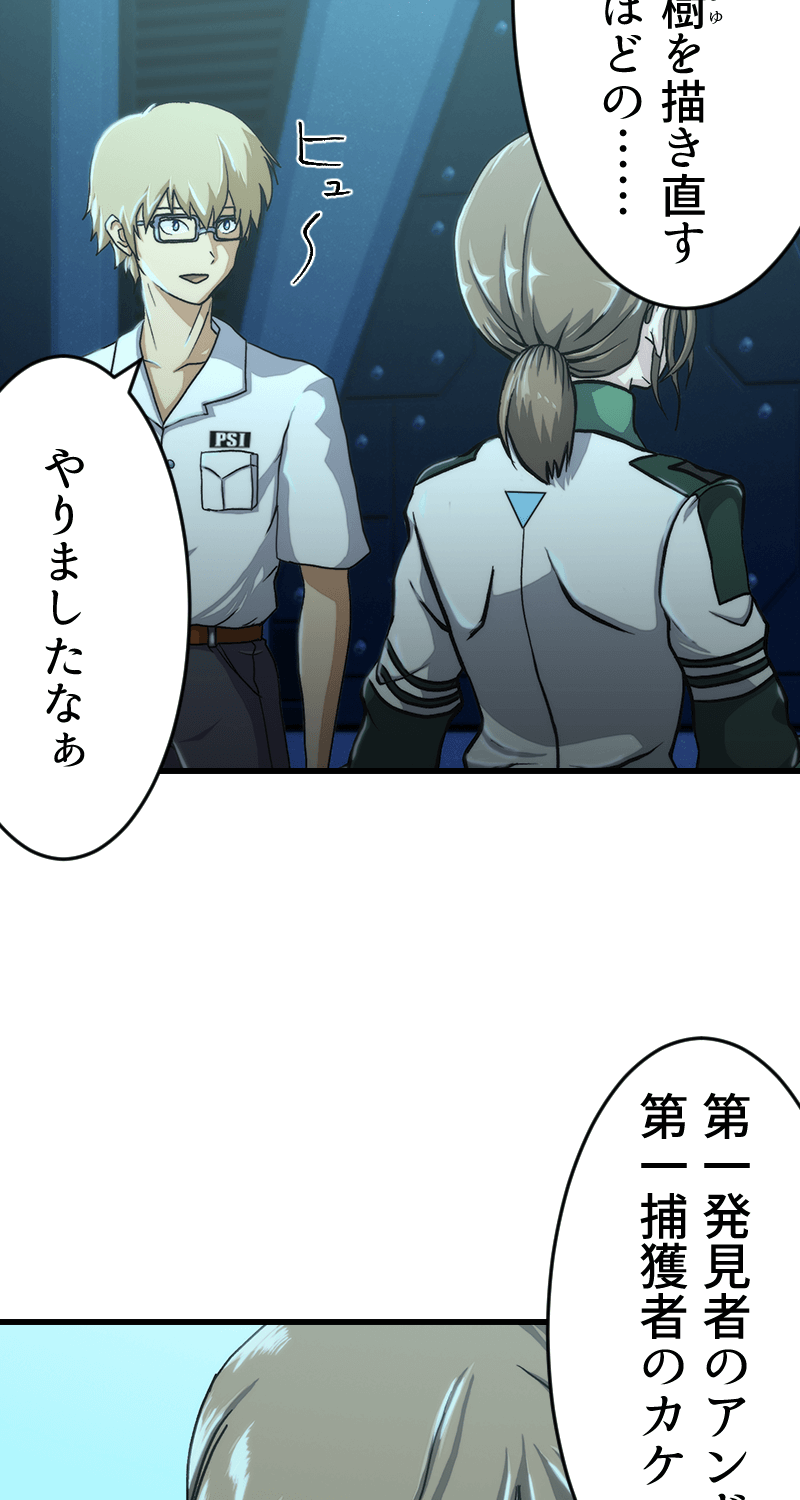 樹を描き直す
ほどの……
ゅ
ヒュ〜
PSI
やりましたなぁ
第一発見者のアン
第一捕獲者のカケ